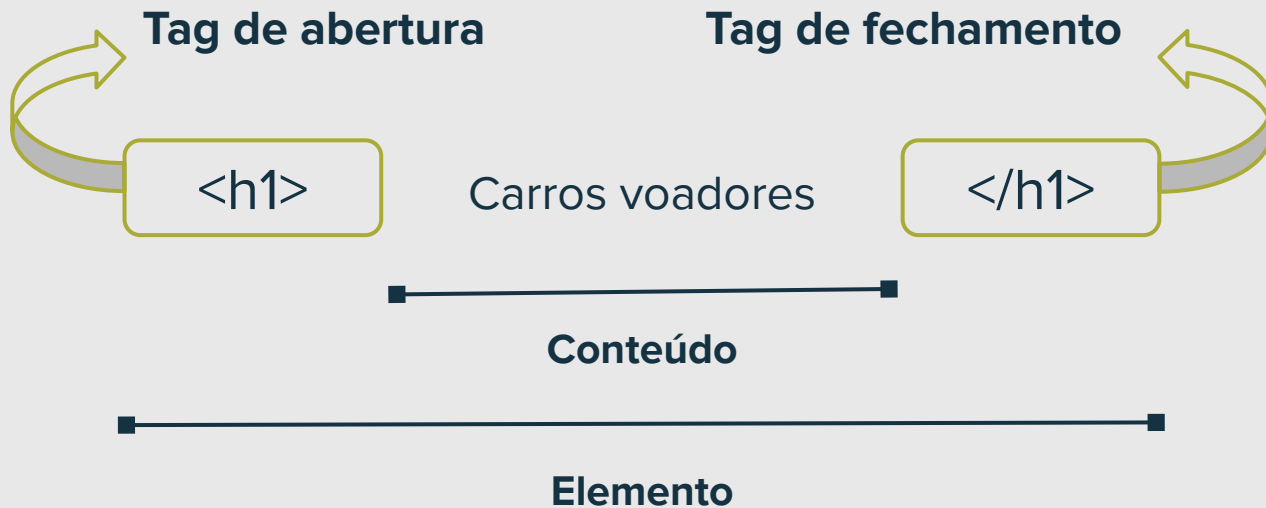 Tag de abertura Tag de fechamento
<h1> Carros voadores </h1>
Conteúdo
Elemento